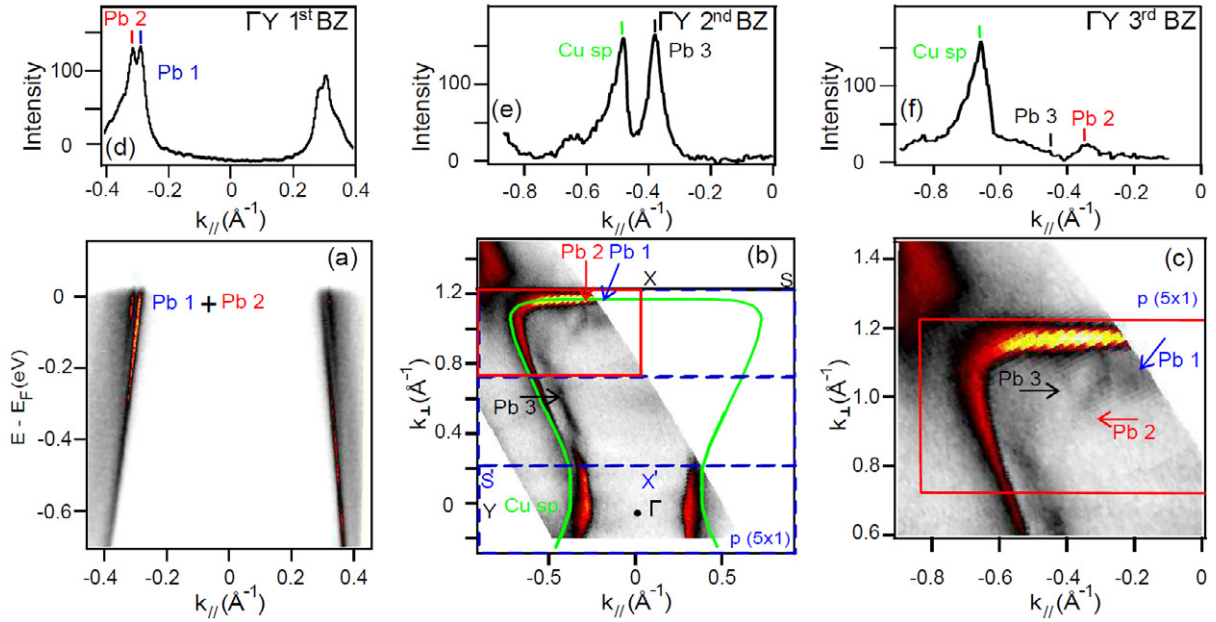 Pb 2
Pb 1
ΓY 1st BZ
Intensity
100
0
(d)
-0.4 -0.2 0 0.2 0.4
k//(Å-1)
ΓY 2nd BZ
Cu sp
Pb 3
Intensity
100
0
(e)
-0.8 -0.6 -0.4 -0.2 0
k//(Å-1)
ΓY 3rd BZ
Cu sp
Pb 3
Pb 2
Intensity
100
0
(f)
-0.8 -0.6 -0.4 -0.2 0
k//(Å-1)
(a)
Pb 1 + Pb 2
E - EF(eV)
0
-0.2
-0.4
-0.6
-0.4 -0.2 0 0.2 0.4
k//(Å-1)
(b)
Pb 2
Pb 1
X
S
Pb 3
k⊥(Å-1)
1.2
0.8
0.4
0
S'
X'
Y
Cu sp
Γ
p (5x1)
-0.5 0 0.5
k//(Å-1)
(c)
p (5x1)
Pb 1
Pb 3
Pb 2
k⊥(Å-1)
1.4
1.2
1.0
0.8
0.6
-0.8 -0.6 -0.4 -0.2 0
k//(Å-1)